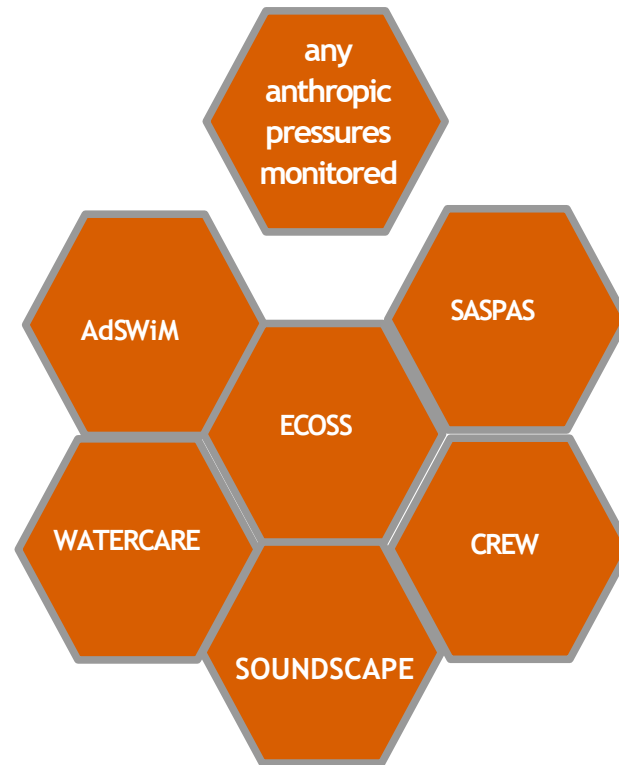 any
anthropic
pressures
monitored
AdSWiM
SASPAS
ECOSS
WATERCARE
CREW
SOUNDSCAPE